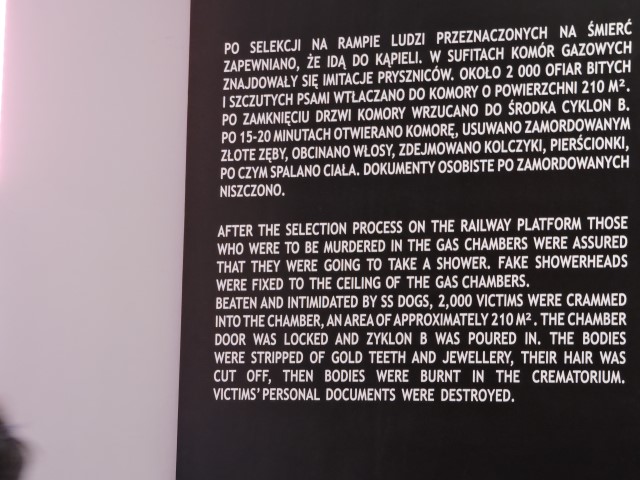 PO SELEKCJI NA RAMPIE LUDZI PRZEZNACZONYCH NA ŚMIERĆ
ZAPEWNIANO, ŻE IDĄ DO KĄPIELI. W SUFITACH KOMÓR GAZOWYCH
ZNAJDOWAŁY SIĘ IMITACJE PRYSZNICÓW. OKOŁO 2 000 OFIAR BITYCH
I SZCZUTYCH PSAMI WTŁACZANO DO KOMORY O POWIERZCHNI 210 M².
PO ZAMKNIĘCIU DRZWI KOMORY WRZUCANO DO ŚRODKA CYKLON B.
PO 15-20 MINUTACH OTWIERANO KOMORĘ, USUWANO ZAMORDOWANYM
ZŁOTE ZĘBY, OBCINANO WŁOSY, ZDEJMOWANO KOLCZYKI, PIERŚCIONKI,
PO CZYM SPALANO CIAŁA. DOKUMENTY OSOBISTE PO ZAMORDOWANYCH
NISZCZONO.
AFTER THE SELECTION PROCESS ON THE RAILWAY PLATFORM THOSE
WHO WERE TO BE MURDERED IN THE GAS CHAMBERS WERE ASSURED
THAT THEY WERE GOING TO TAKE A SHOWER. FAKE SHOWERHEADS
WERE FIXED TO THE CEILING OF THE GAS CHAMBERS.
BEATEN AND INTIMIDATED BY SS DOGS, 2,000 VICTIMS WERE CRAMMED
INTO THE CHAMBER, AN AREA OF APPROXIMATELY 210 M². THE CHAMBER
DOOR WAS LOCKED AND ZYKLON B WAS POURED IN. THE BODIES
WERE STRIPPED OF GOLD TEETH AND JEWELLERY, THEIR HAIR WAS
CUT OFF, THEN BODIES WERE BURNT IN THE CREMATORIUM.
VICTIMS' PERSONAL DOCUMENTS WERE DESTROYED.